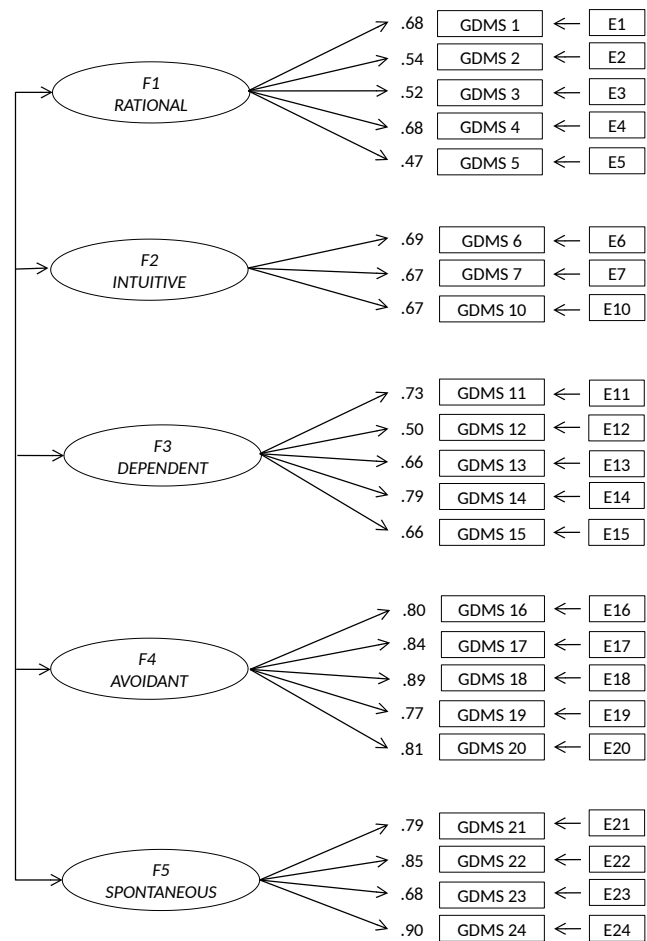 .68 GDMS 1 E1
.54 GDMS 2 E2
F1
RATIONAL
.52 GDMS 3 E3
.68 GDMS 4 E4
.47 GDMS 5 E5
.69 GDMS 6 E6
F2
INTUITIVE
.67 GDMS 7 E7
.67 GDMS 10 E10
.73 GDMS 11 E11
.50 GDMS 12 E12
F3
DEPENDENT
.66 GDMS 13 E13
.79 GDMS 14 E14
.66 GDMS 15 E15
.80 GDMS 16 E16
.84 GDMS 17 E17
F4
AVOIDANT
.89 GDMS 18 E18
.77 GDMS 19 E19
.81 GDMS 20 E20
.79 GDMS 21 E21
.85 GDMS 22 E22
F5
SPONTANEOUS
.68 GDMS 23 E23
.90 GDMS 24 E24